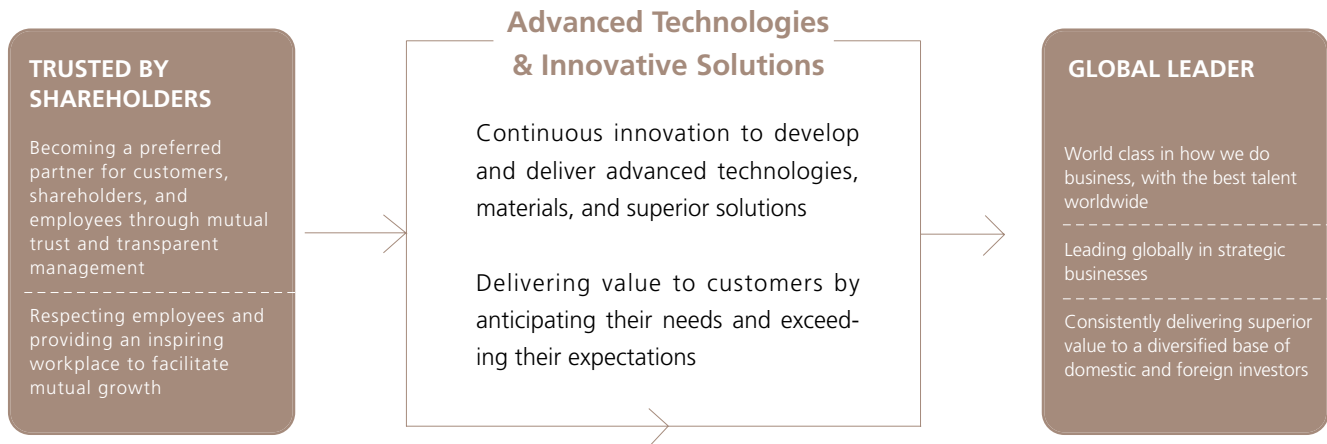 TRUSTED BY
SHAREHOLDERS
Becoming a preferred
partner for customers,
shareholders, and
employees through mutual
trust and transparent
management
Respecting employees and
providing an inspiring
workplace to facilitate
mutual growth
Advanced Technologies
& Innovative Solutions
Continuous innovation to develop
and deliver advanced technologies,
materials, and superior solutions
Delivering value to customers by
anticipating their needs and exceed-
ing their expectations
GLOBAL LEADER
World class in how we do
business, with the best talent
worldwide
Leading globally in strategic
businesses
Consistently delivering superior
value to a diversified base of
domestic and foreign investors